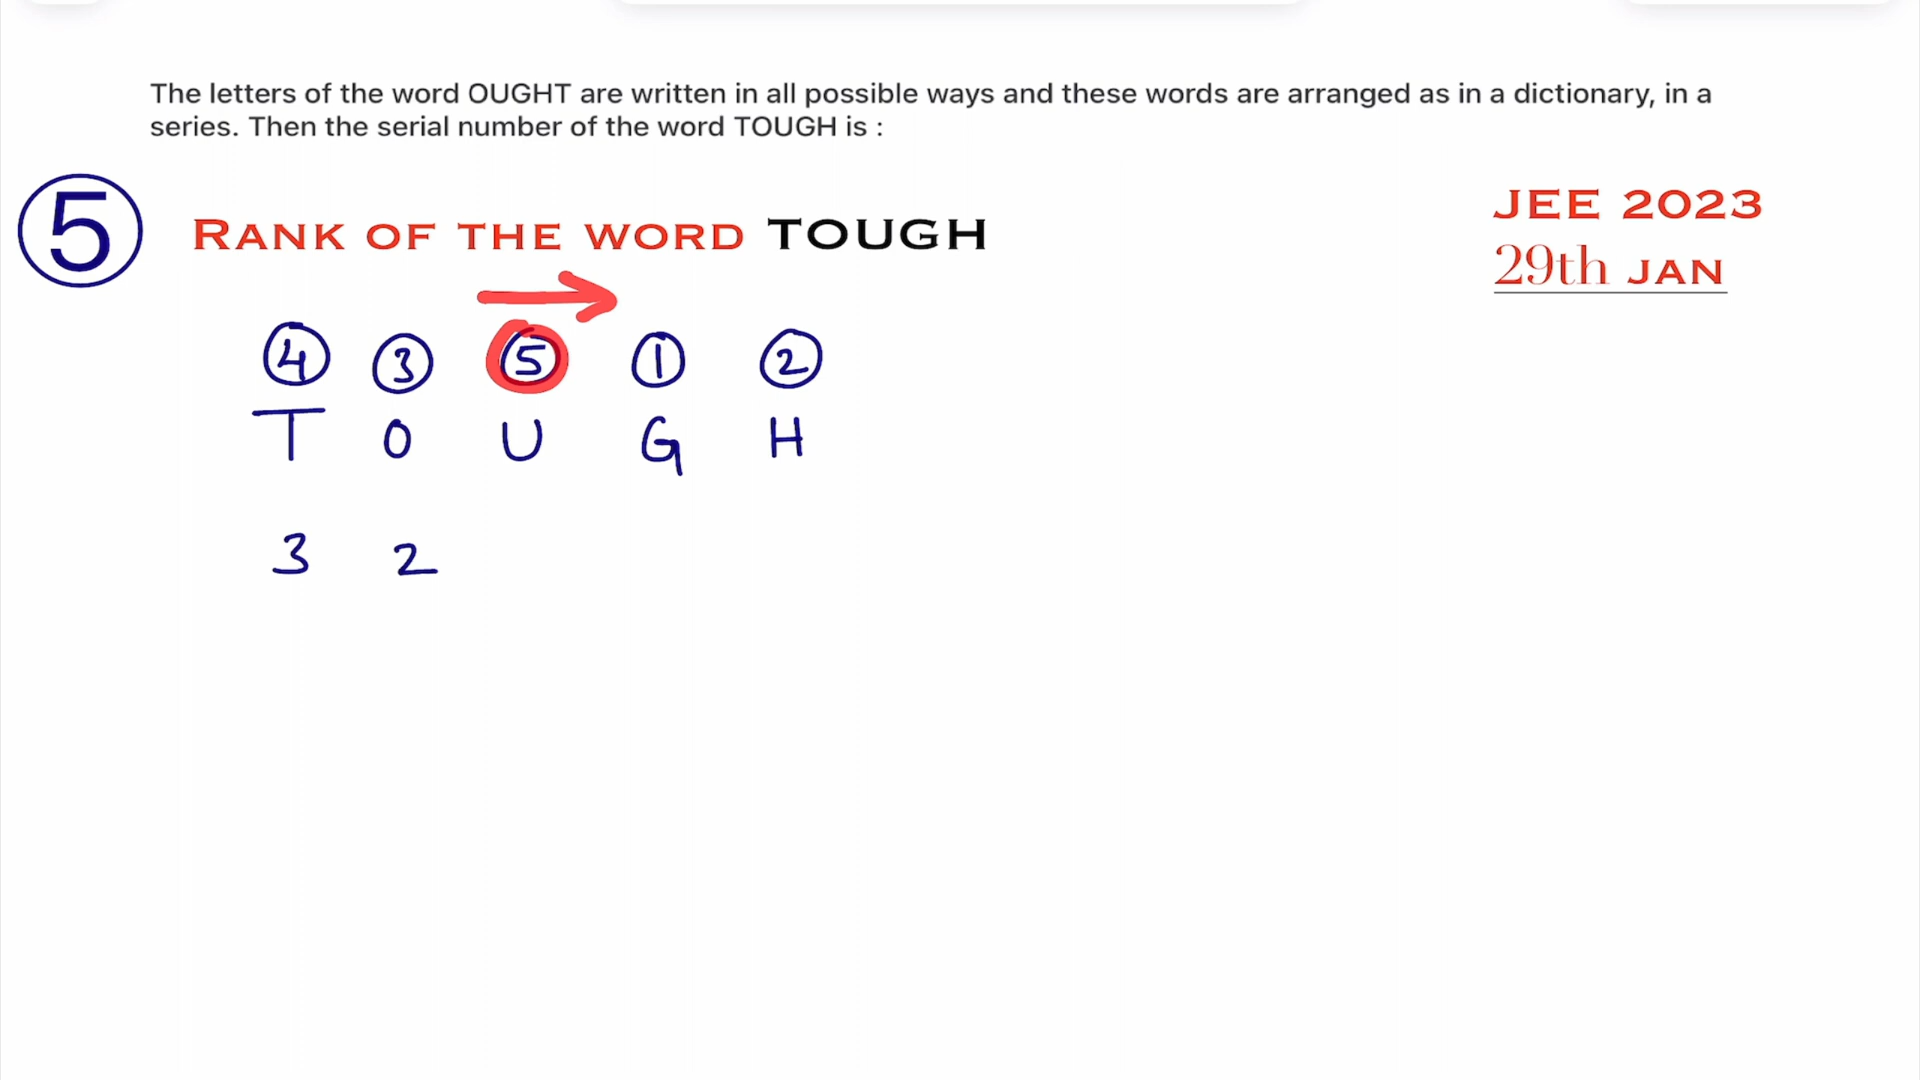 The letters of the word OUGHT are written in all possible ways and these words are arranged as in a dictionary, in a
series. Then the serial number of the word TOUGH is :
5 RANK OF THE WORD TOUGH
JEE 2023
29th JAN
4 3 5 1 2
T O U G H
3 2